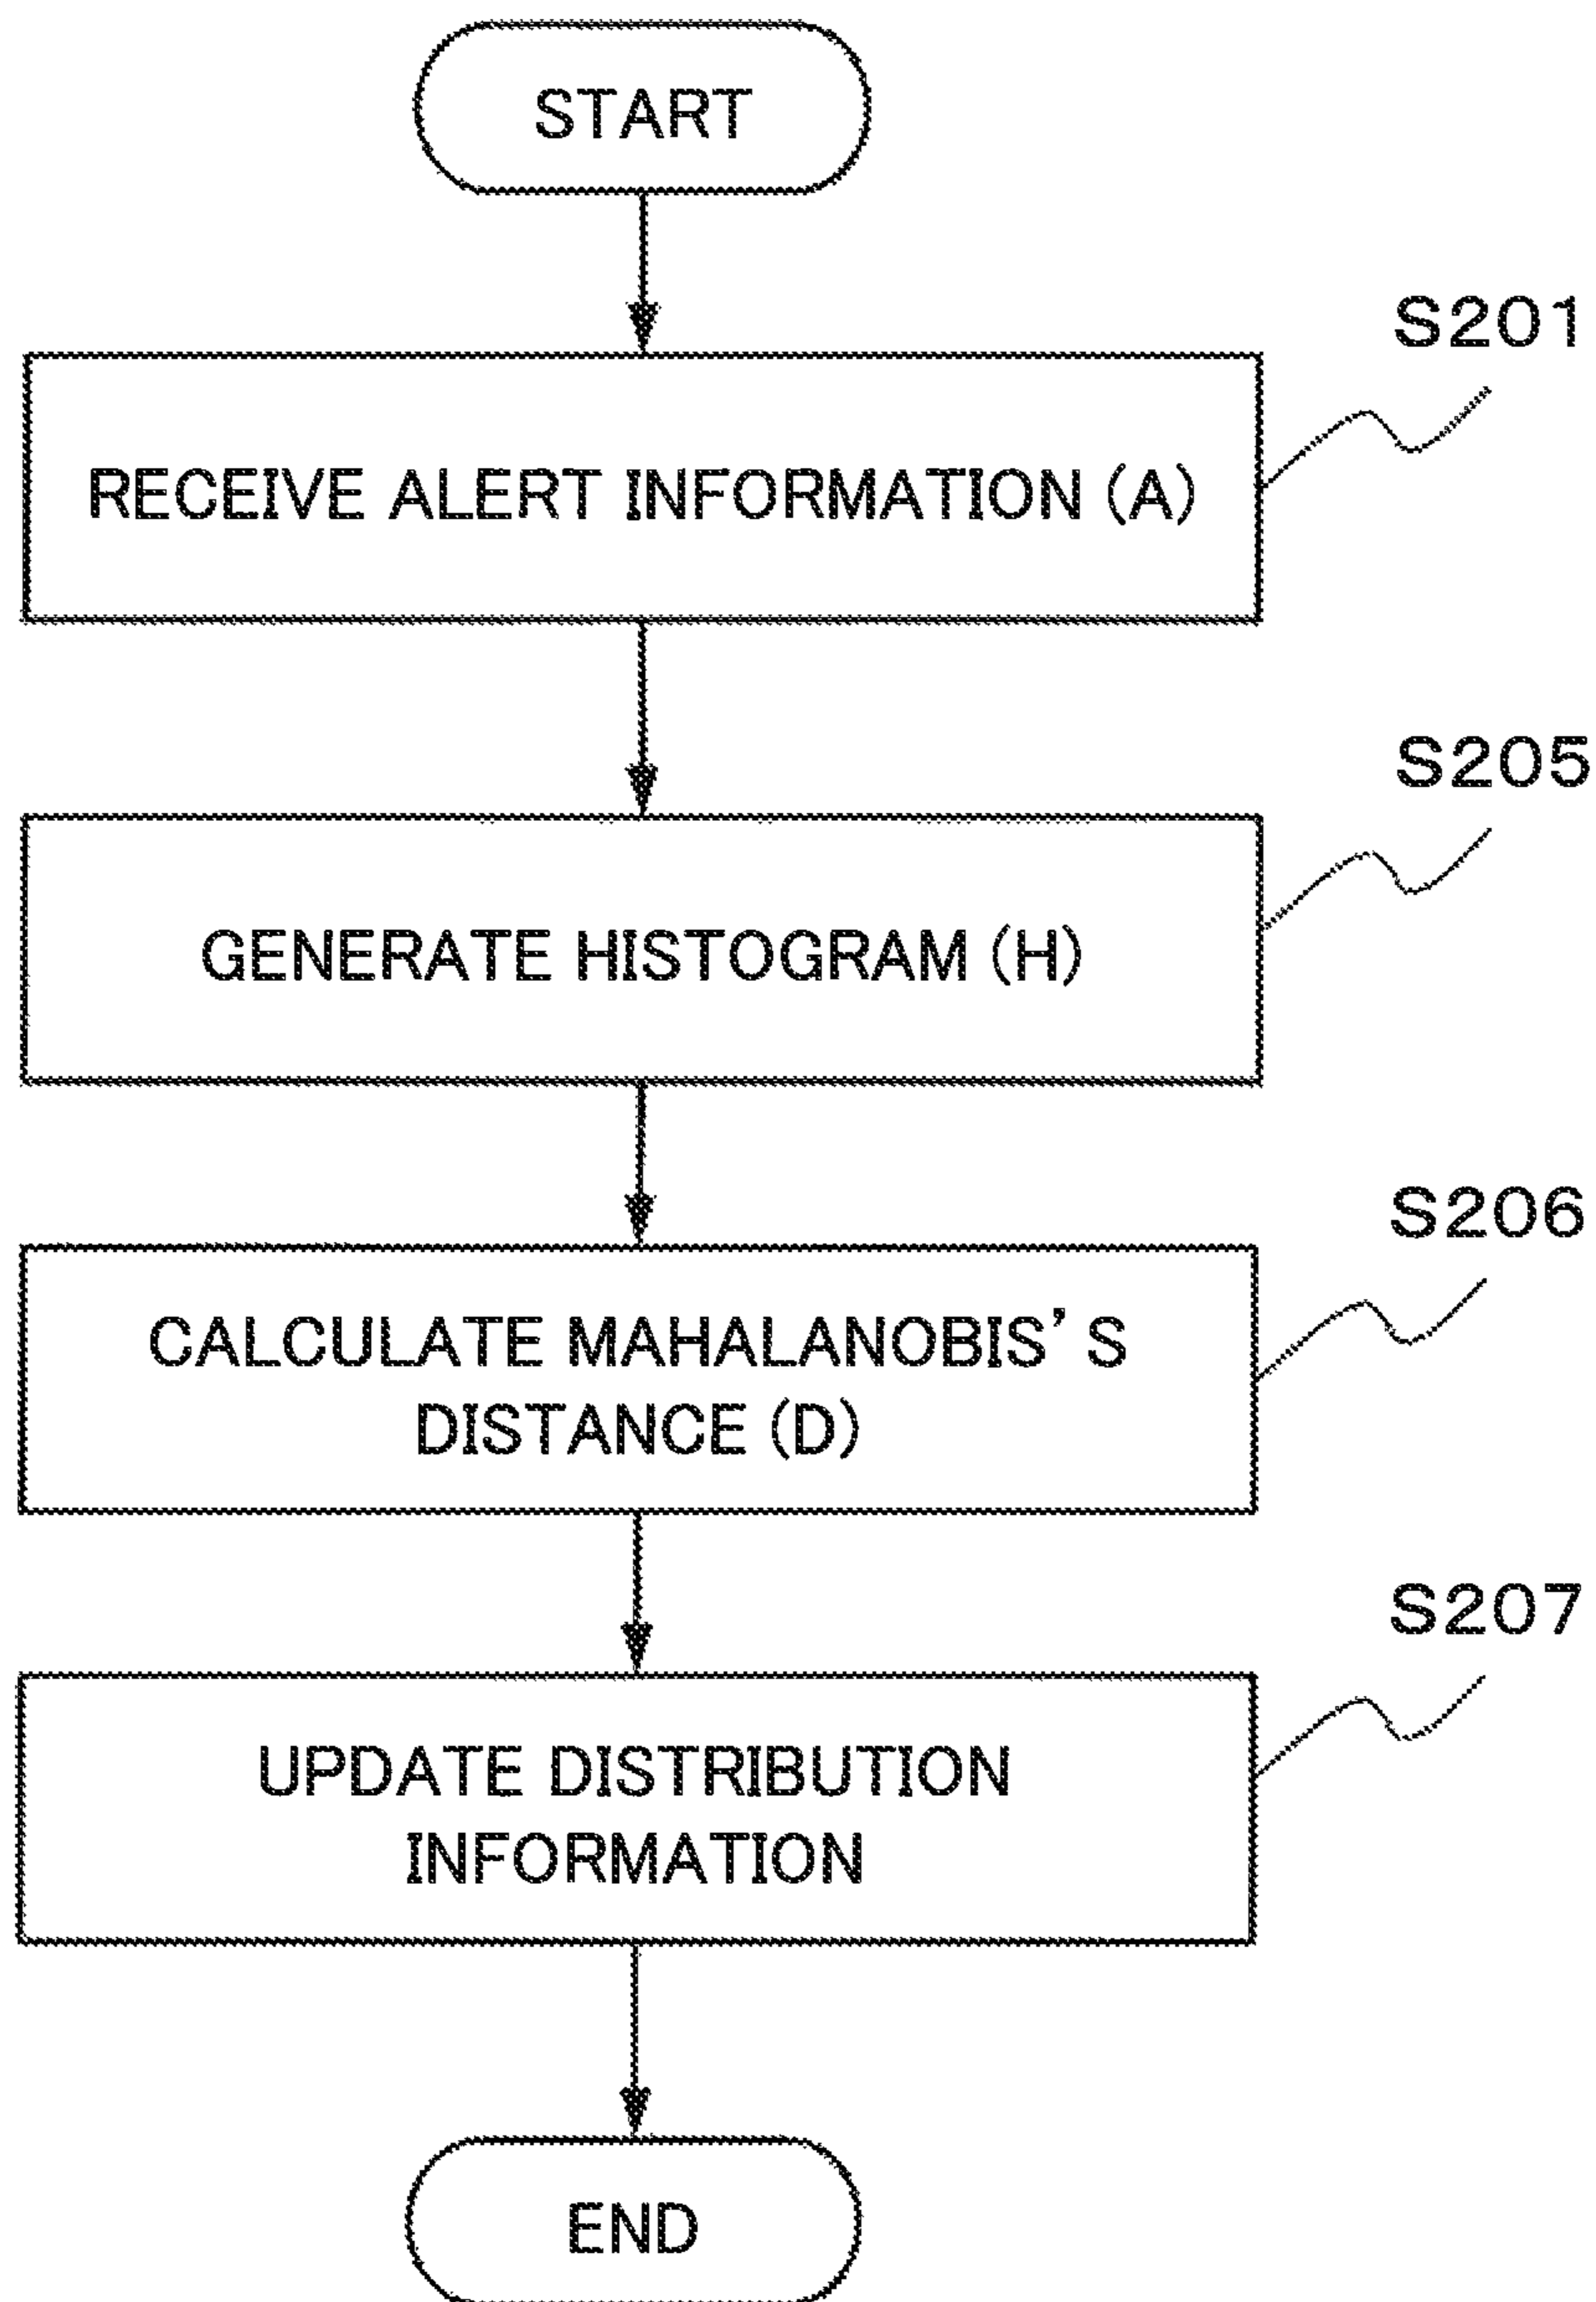 START
S201
RECEIVE ALERT INFORMATION (A)
S205
GENERATE HISTOGRAM (H)
S206
CALCULATE MAHALANOBIS'S
DISTANCE (D)
S207
UPDATE DISTRIBUTION
INFORMATION
END